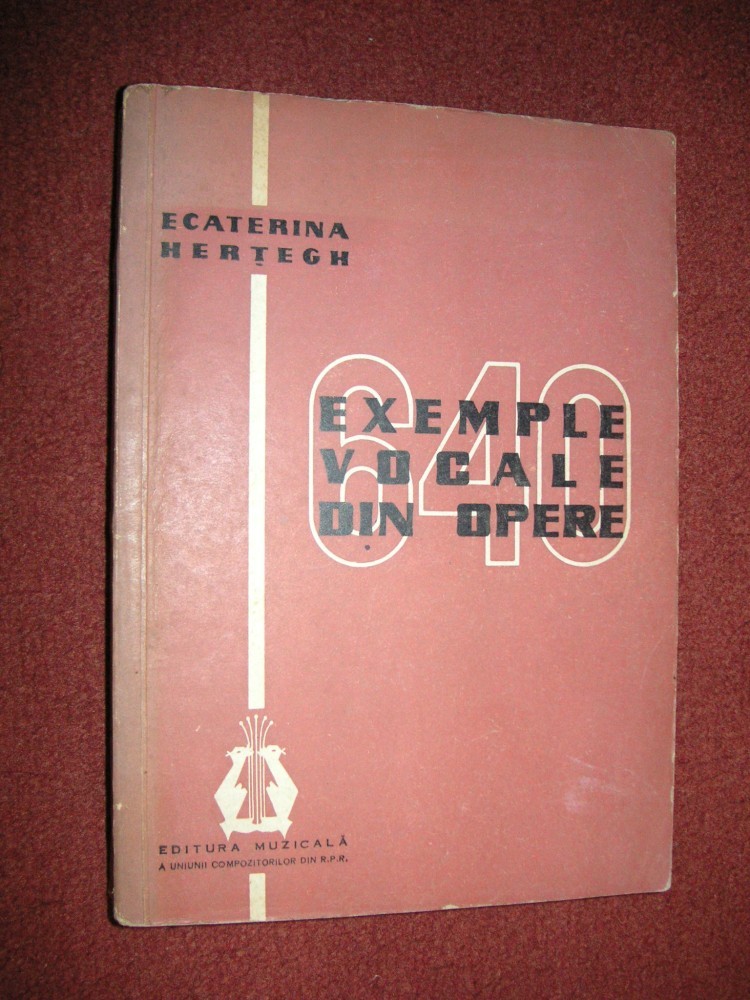 ECATERINA
HERȚEGH
640
EXEMPLE
VOCALE
DIN OPERE
EDITURA MUZICALĂ
A UNIUNII COMPOZITORILOR DIN R.P.R.